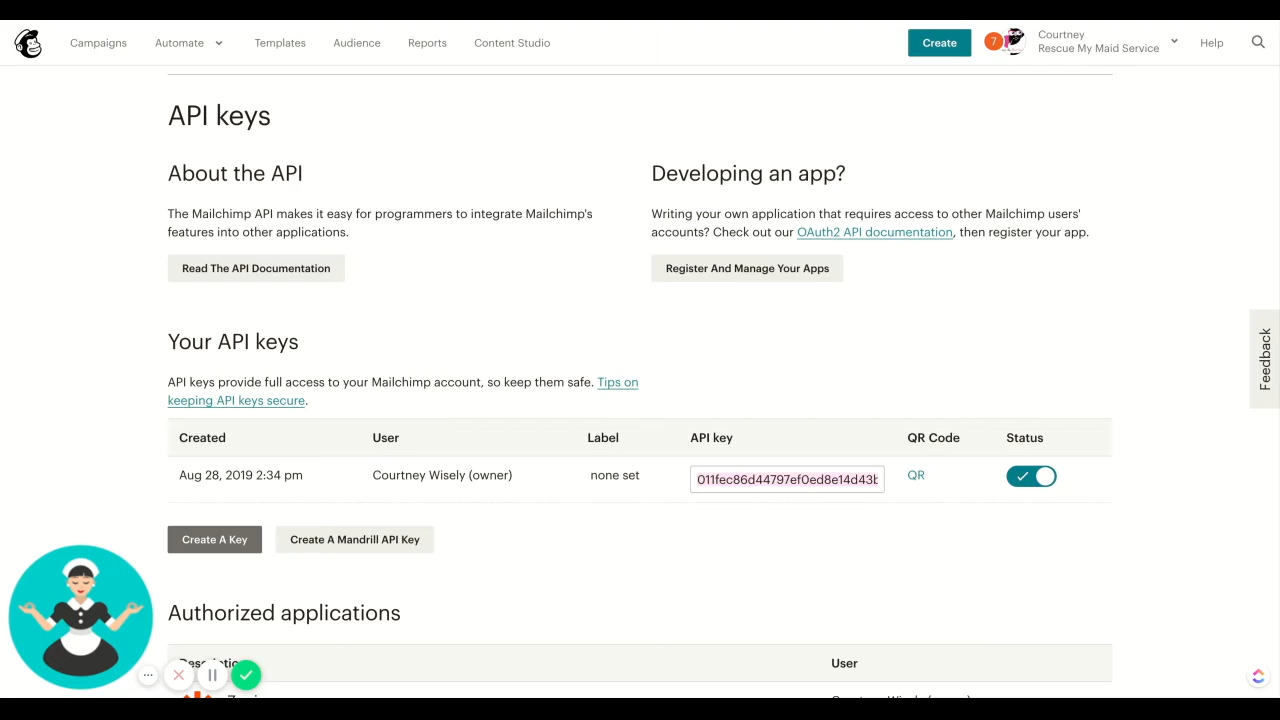 Campaigns
Automate
Templates
Audience
Reports
Content Studio
Create
7
Courtney
Rescue My Maid Service
Help
API keys
About the API
The Mailchimp API makes it easy for programmers to integrate Mailchimp's
features into other applications.
Read The API Documentation
Developing an app?
Writing your own application that requires access to other Mailchimp users'
accounts? Check out our OAuth2 API documentation, then register your app.
Register And Manage Your Apps
Feedback
Your API keys
API keys provide full access to your Mailchimp account, so keep them safe. Tips on
keeping API keys secure.
Created User Label API key QR Code Status
Aug 28, 2019 2:34 pm Courtney Wisely (owner) none set 011fec86d44797ef0ed8e14d43b QR
Create A Key
Create A Mandrill API Key
Authorized applications
User